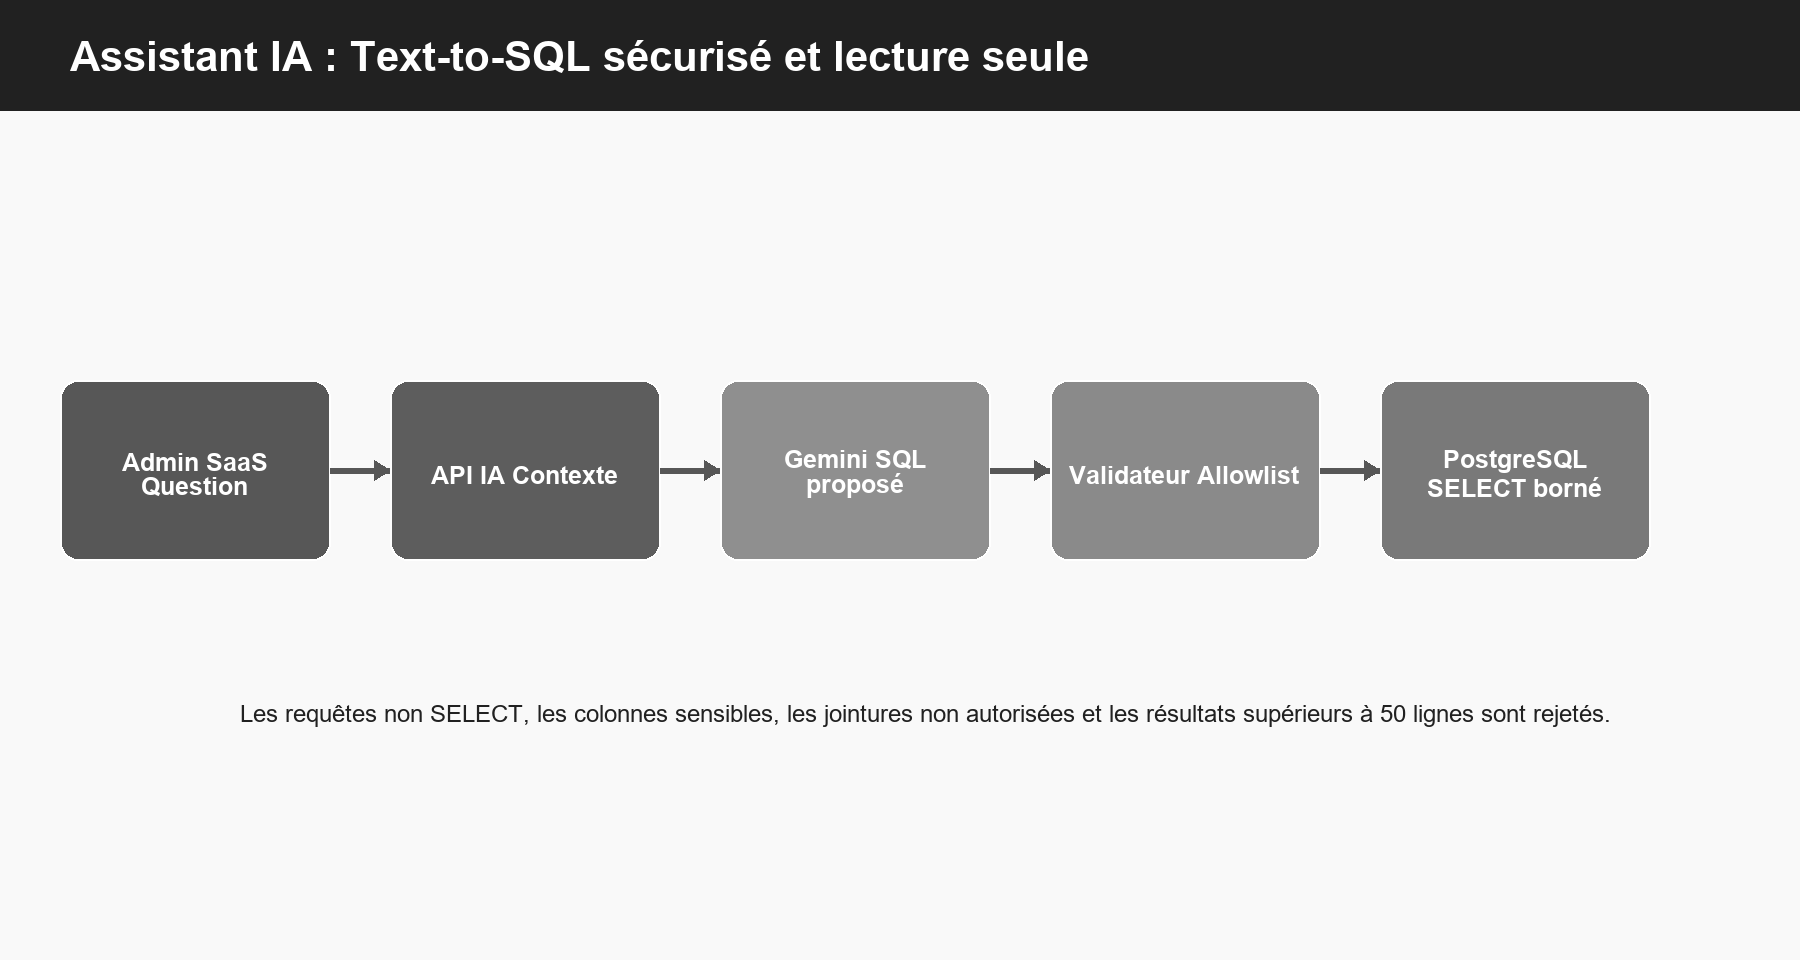 Assistant IA : Text-to-SQL sécurisé et lecture seule
Admin SaaS
Question
API IA Contexte
Gemini SQL
proposé
Validateur Allowlist
PostgreSQL
SELECT borné
Les requêtes non SELECT, les colonnes sensibles, les jointures non autorisées et les résultats supérieurs à 50 lignes sont rejetés.